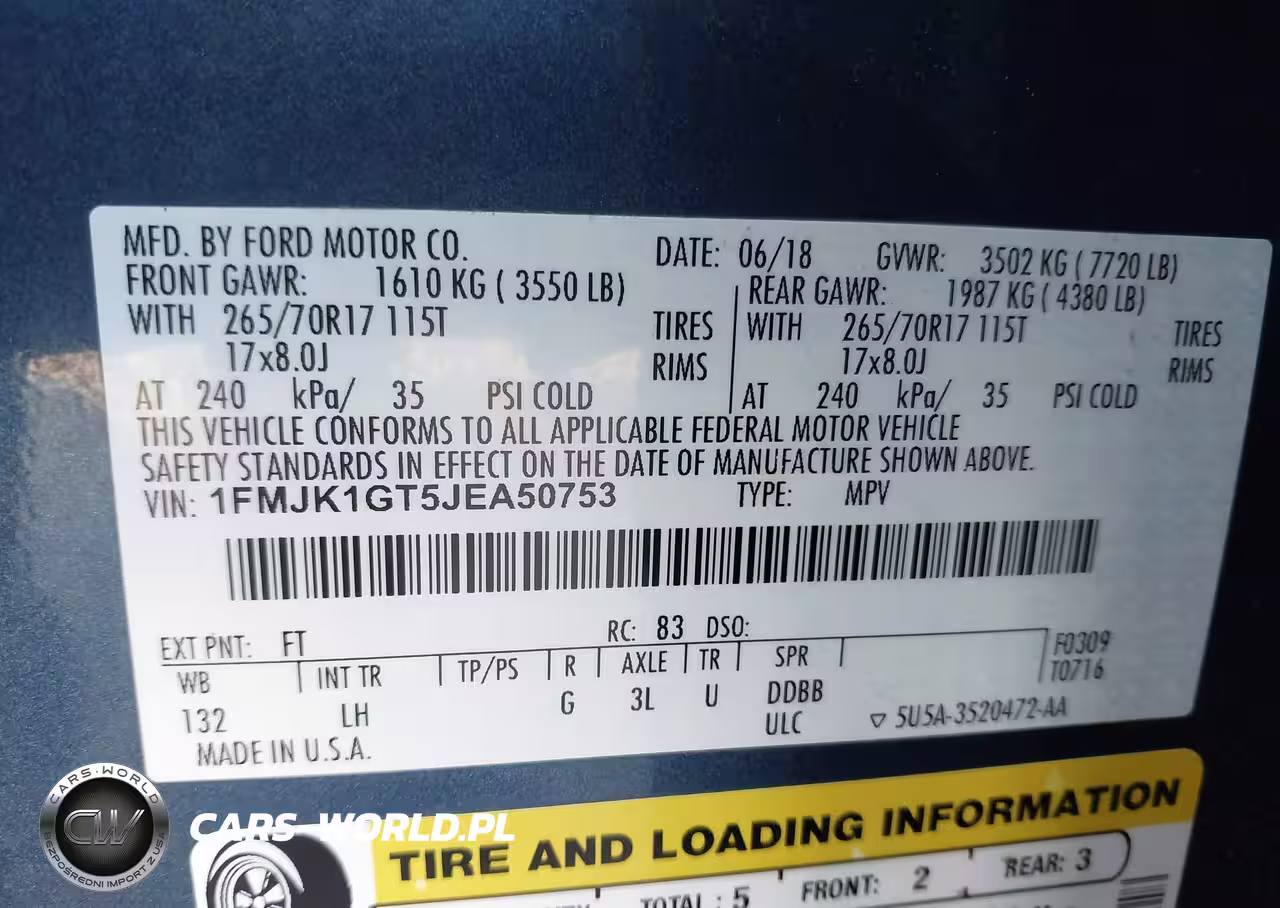 MFD. BY FORD MOTOR CO. DATE: 06/18 GVWR: 3502 KG ( 7720 LB)
FRONT GAWR: 1610 KG ( 3550 LB) REAR GAWR: 1987 KG ( 4380 LB)
WITH 265/70R17 115T TIRES WITH 265/70R17 115T TIRES
17x8.0J RIMS 17x8.0J RIMS
AT 240 kPa/ 35 PSI COLD AT 240 kPa/ 35 PSI COLD
THIS VEHICLE CONFORMS TO ALL APPLICABLE FEDERAL MOTOR VEHICLE
SAFETY STANDARDS IN EFFECT ON THE DATE OF MANUFACTURE SHOWN ABOVE.
VIN: 1FMJK1GT5JEA50753 TYPE: MPV
EXT PNT: FT RC: 83 DSO: F0309
WB INT TR TP/PS R AXLE TR SPR T0716
132 LH G 3L U DDBB
ULC ▽ 5U5A-3520472-AA
MADE IN U.S.A.
TIRE AND LOADING INFORMATION
TOTAL : 5 FRONT: 2 REAR: 3
CARS-WORLD
CW
BEZPOŚREDNI IMPORT Z USA
CARS-WORLD.PL